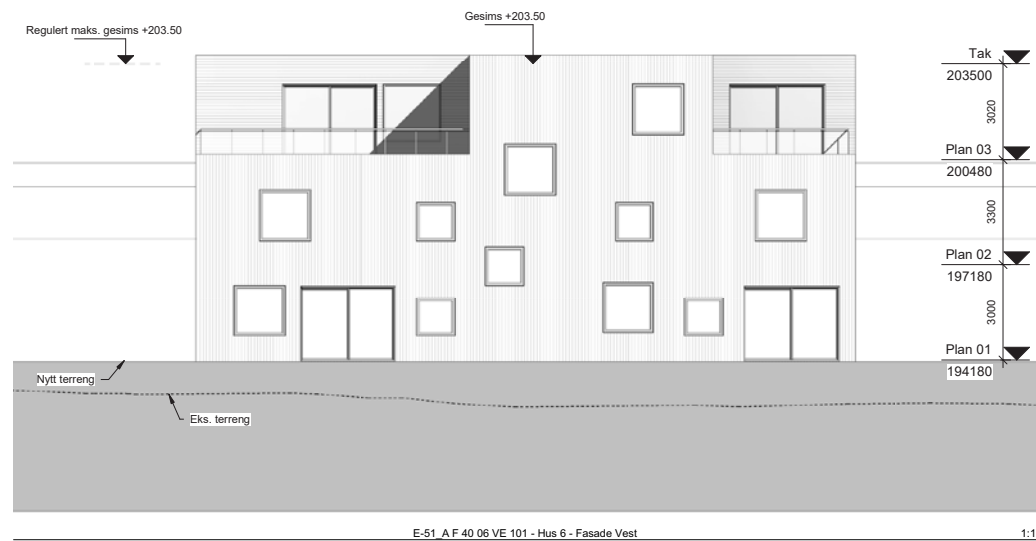 Gesims +203.50
Regulert maks. gesims +203.50
Tak
203500
3020
Plan 03
200480
3300
Plan 02
197180
3000
Plan 01
194180
Nytt terreng
Eks. terreng
E-51_A F 40 06 VE 101 - Hus 6 - Fasade Vest
1:1